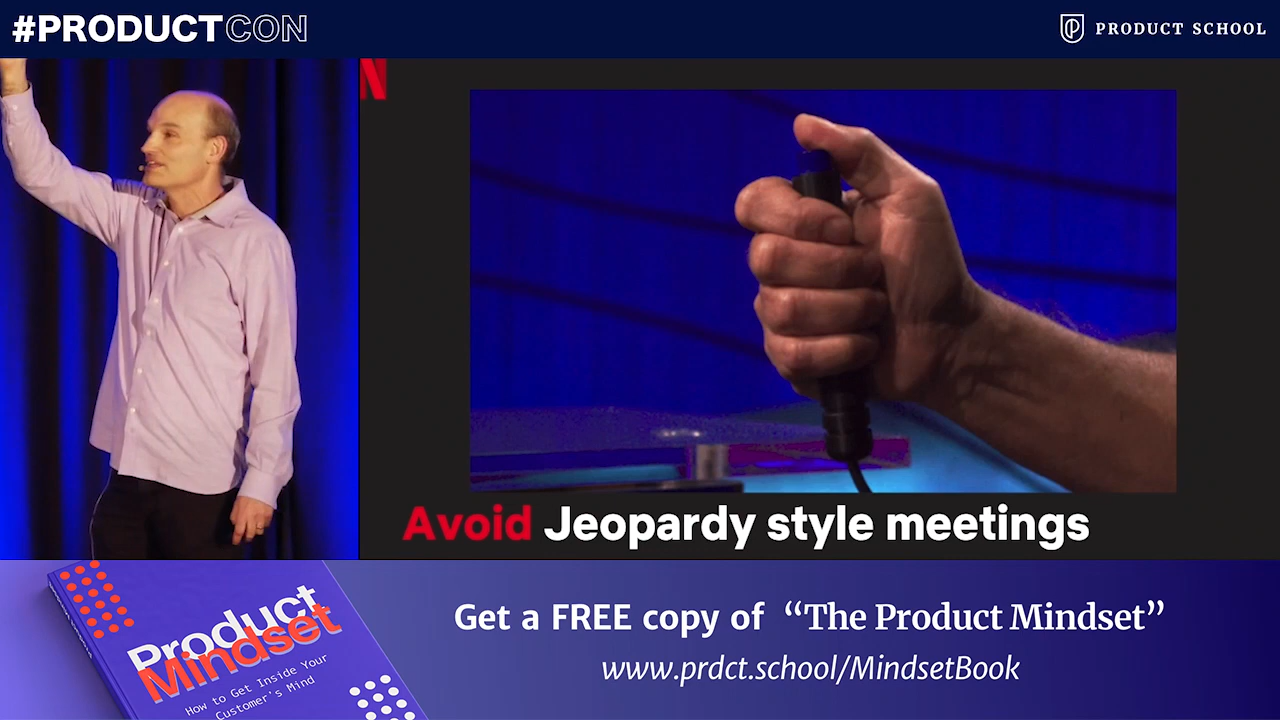 #PRODUCTCON
PRODUCT SCHOOL
N
Avoid Jeopardy style meetings
Product
Mindset
How to Get Inside Your
Customer's Mind
Get a FREE copy of “The Product Mindset”
www.prdct.school/MindsetBook